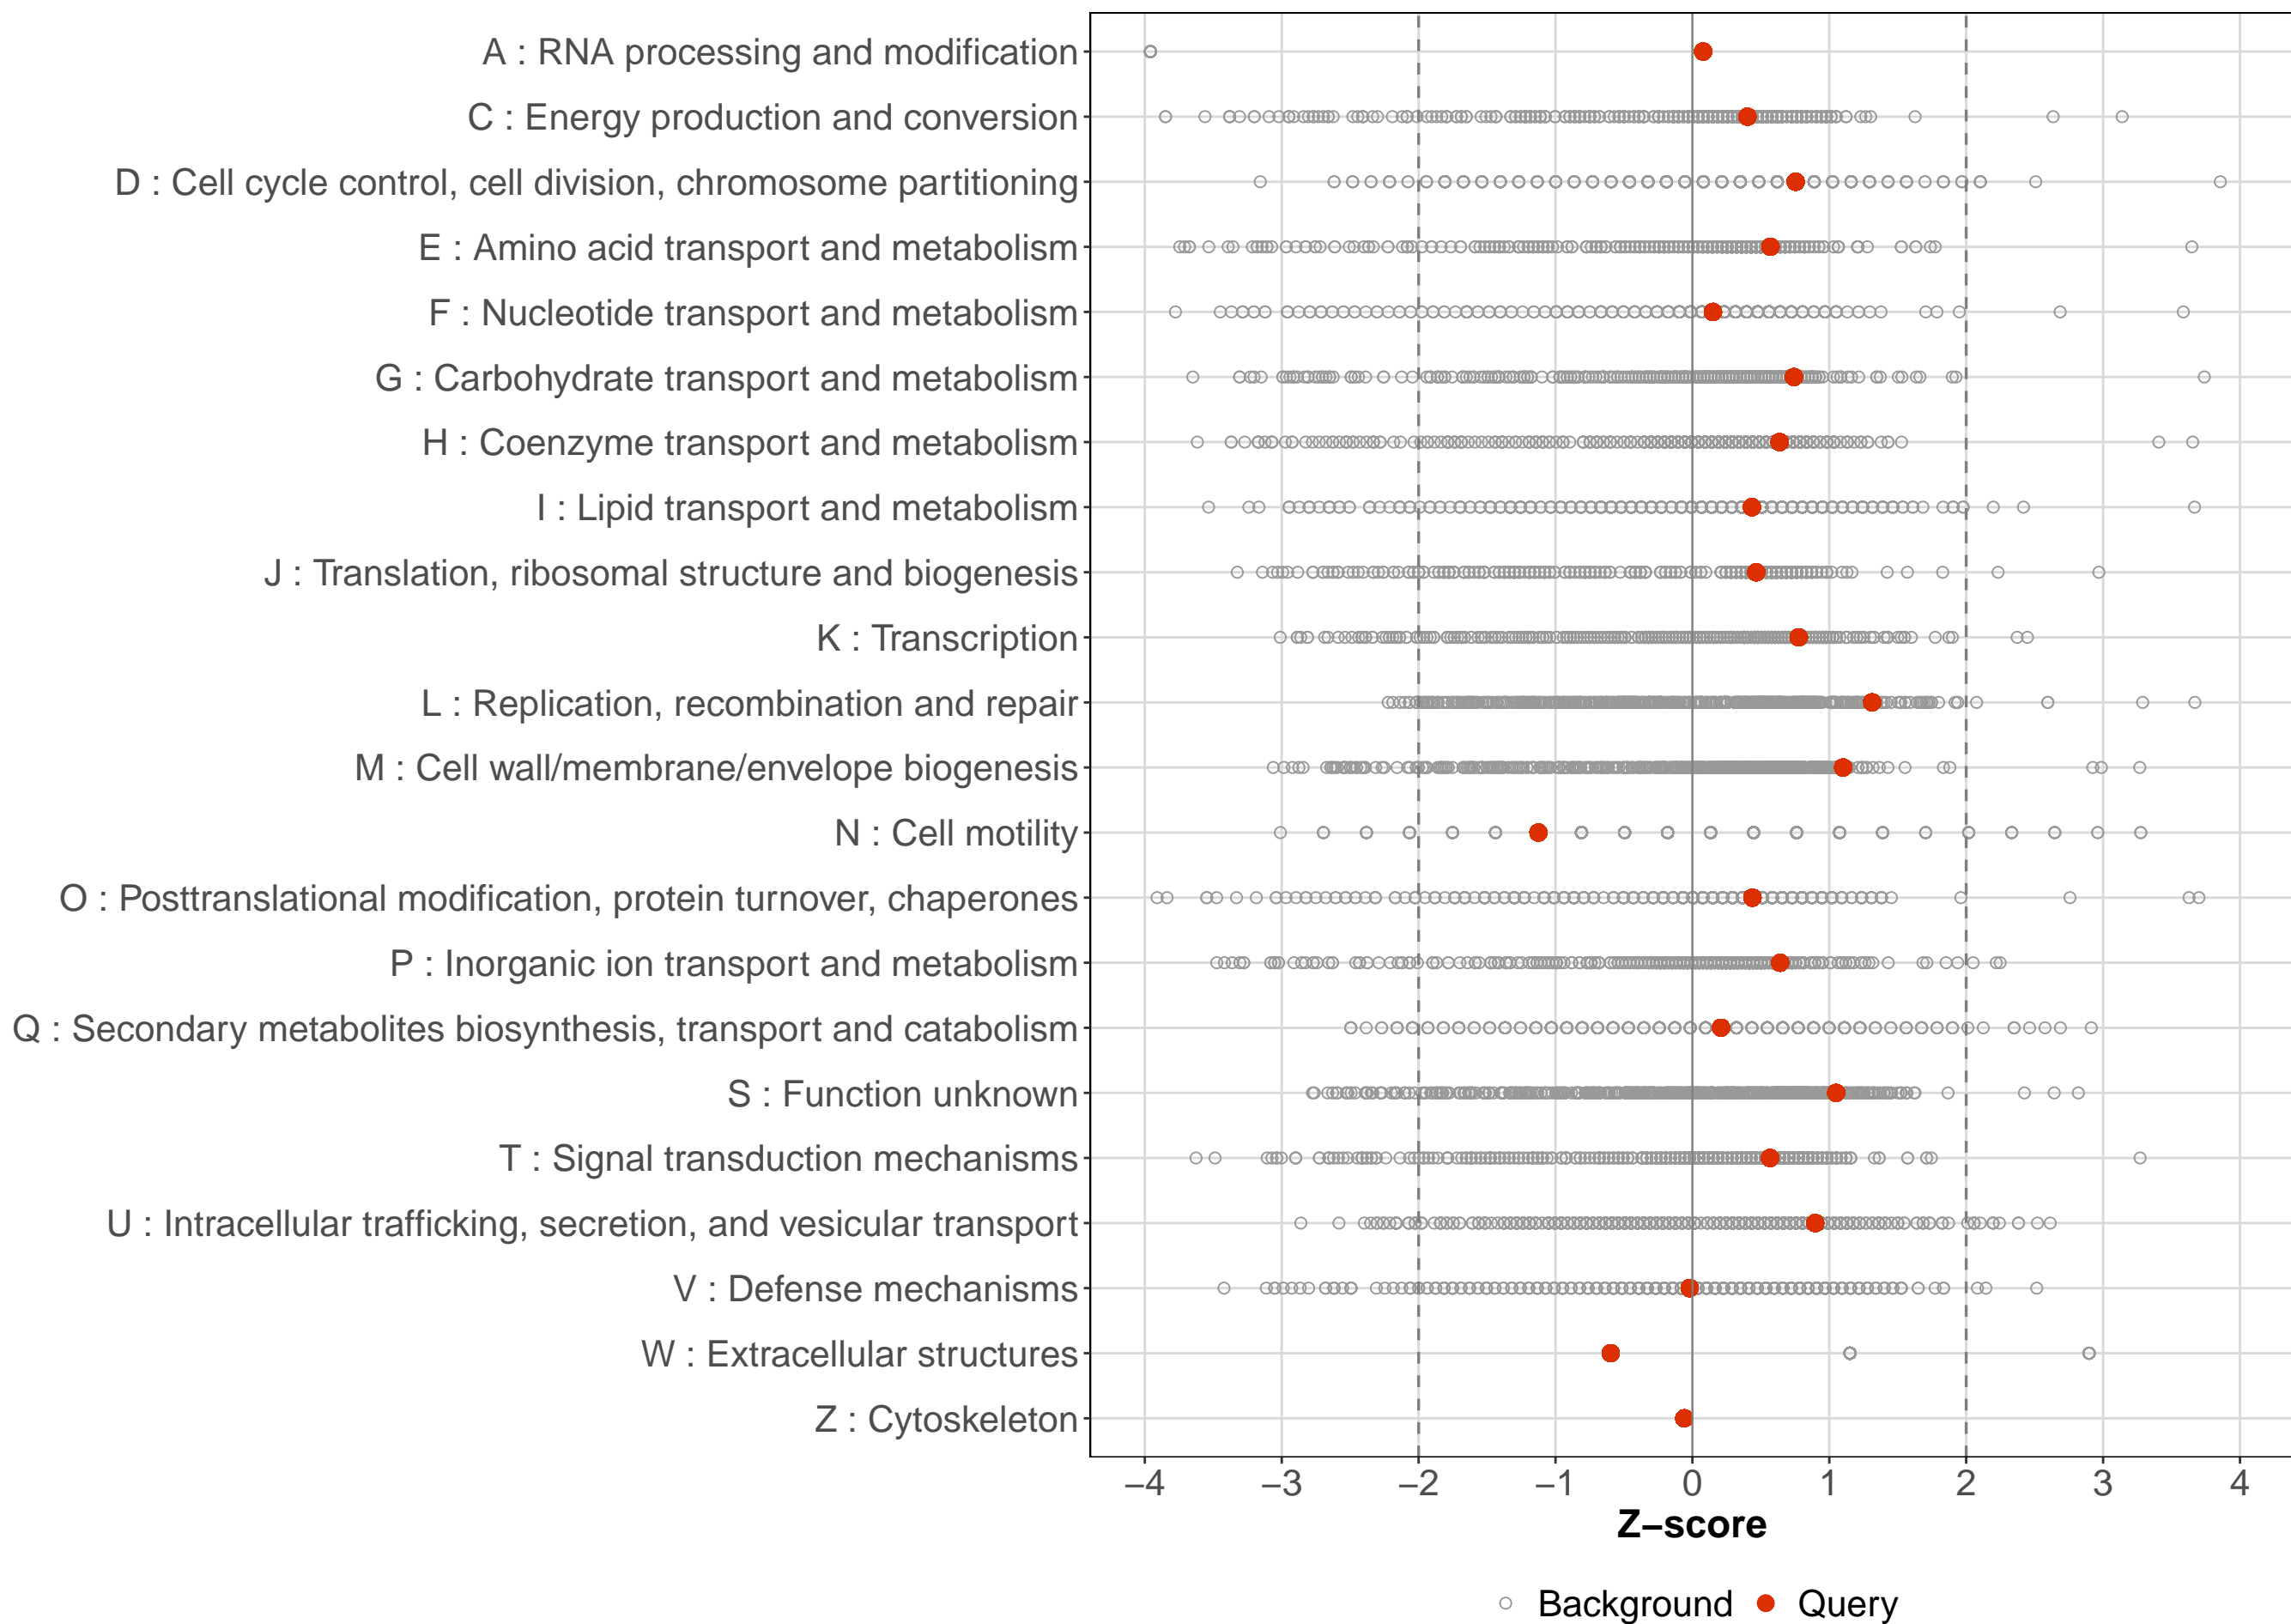 A : RNA processing and modification
C : Energy production and conversion
D : Cell cycle control, cell division, chromosome partitioning
E : Amino acid transport and metabolism
F : Nucleotide transport and metabolism
G : Carbohydrate transport and metabolism
H : Coenzyme transport and metabolism
I : Lipid transport and metabolism
J : Translation, ribosomal structure and biogenesis
K : Transcription
L : Replication, recombination and repair
M : Cell wall/membrane/envelope biogenesis
N : Cell motility
O : Posttranslational modification, protein turnover, chaperones
P : Inorganic ion transport and metabolism
Q : Secondary metabolites biosynthesis, transport and catabolism
S : Function unknown
T : Signal transduction mechanisms
U : Intracellular trafficking, secretion, and vesicular transport
V : Defense mechanisms
W : Extracellular structures
Z : Cytoskeleton
−4 −3 −2 −1 0 1 2 3 4
Z−score
Background Query